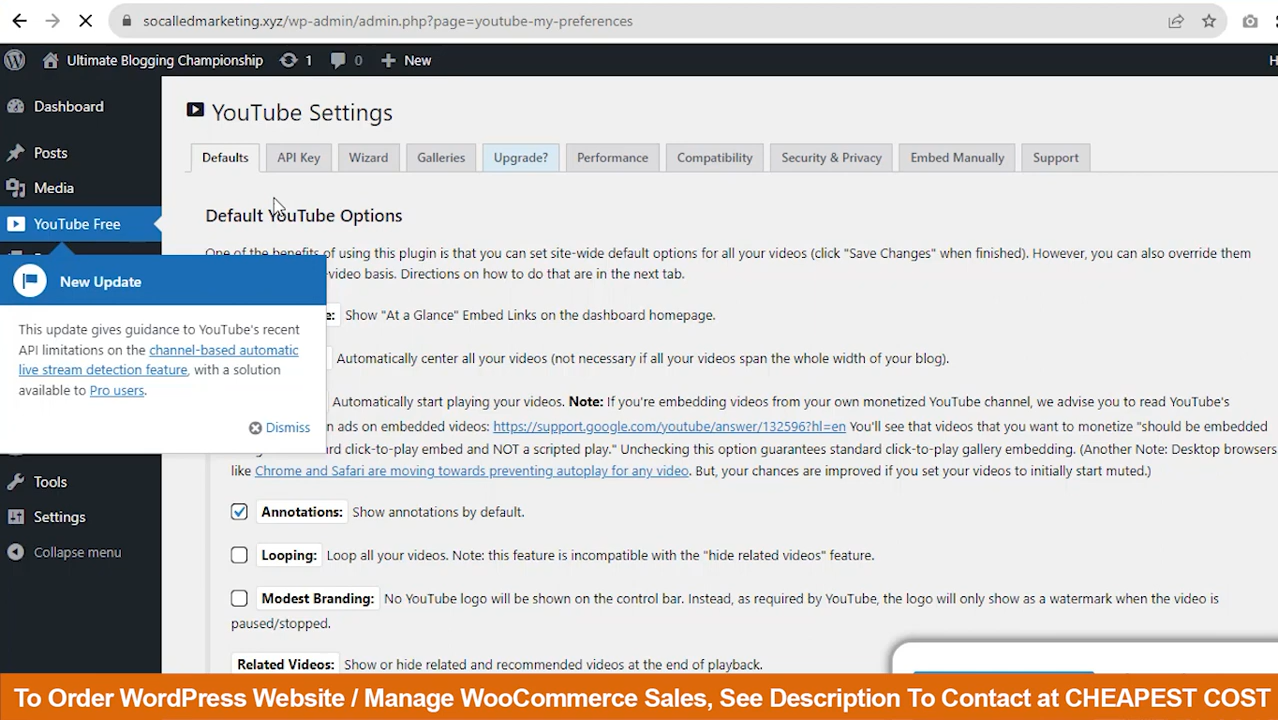 socalledmarketing.xyz/wp-admin/admin.php?page=youtube-my-preferences
Ultimate Blogging Championship 1 0 New H
Dashboard
Posts
Media
YouTube Free
Tools
Settings
Collapse menu
New Update
This update gives guidance to YouTube's recent
API limitations on the channel-based automatic
live stream detection feature, with a solution
available to Pro users.
Dismiss
YouTube Settings
Defaults API Key Wizard Galleries Upgrade? Performance Compatibility Security & Privacy Embed Manually Support
Default YouTube Options
One of the benefits of using this plugin is that you can set site-wide default options for all your videos (click "Save Changes" when finished). However, you can also override them
video basis. Directions on how to do that are in the next tab.
Show "At a Glance" Embed Links on the dashboard homepage.
Automatically center all your videos (not necessary if all your videos span the whole width of your blog).
Automatically start playing your videos. Note: If you're embedding videos from your own monetized YouTube channel, we advise you to read YouTube's
n ads on embedded videos: https://support.google.com/youtube/answer/132596?hl=en You'll see that videos that you want to monetize "should be embedded
click-to-play embed and NOT a scripted play." Unchecking this option guarantees standard click-to-play gallery embedding. (Another Note: Desktop browsers
like Chrome and Safari are moving towards preventing autoplay for any video. But, your chances are improved if you set your videos to initially start muted.)
Annotations: Show annotations by default.
Looping: Loop all your videos. Note: this feature is incompatible with the "hide related videos" feature.
Modest Branding: No YouTube logo will be shown on the control bar. Instead, as required by YouTube, the logo will only show as a watermark when the video is
paused/stopped.
Related Videos: Show or hide related and recommended videos at the end of playback.
To Order WordPress Website / Manage WooCommerce Sales, See Description To Contact at CHEAPEST COST